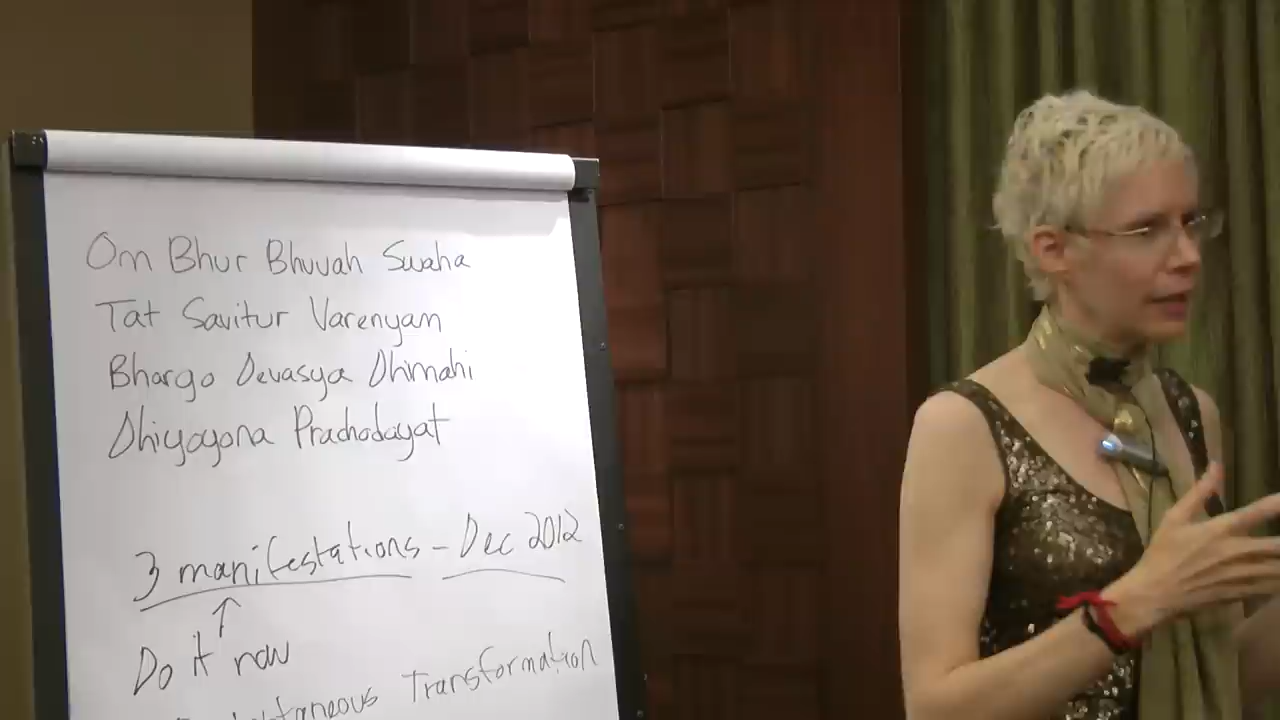 Om Bhur Bhuvah Swaha
Tat Savitur Varenyam
Bhargo Devasya Dhimahi
Dhiyoyona Prachodayat
3 manifestations - Dec 2012
↑
Do it now
Transformation